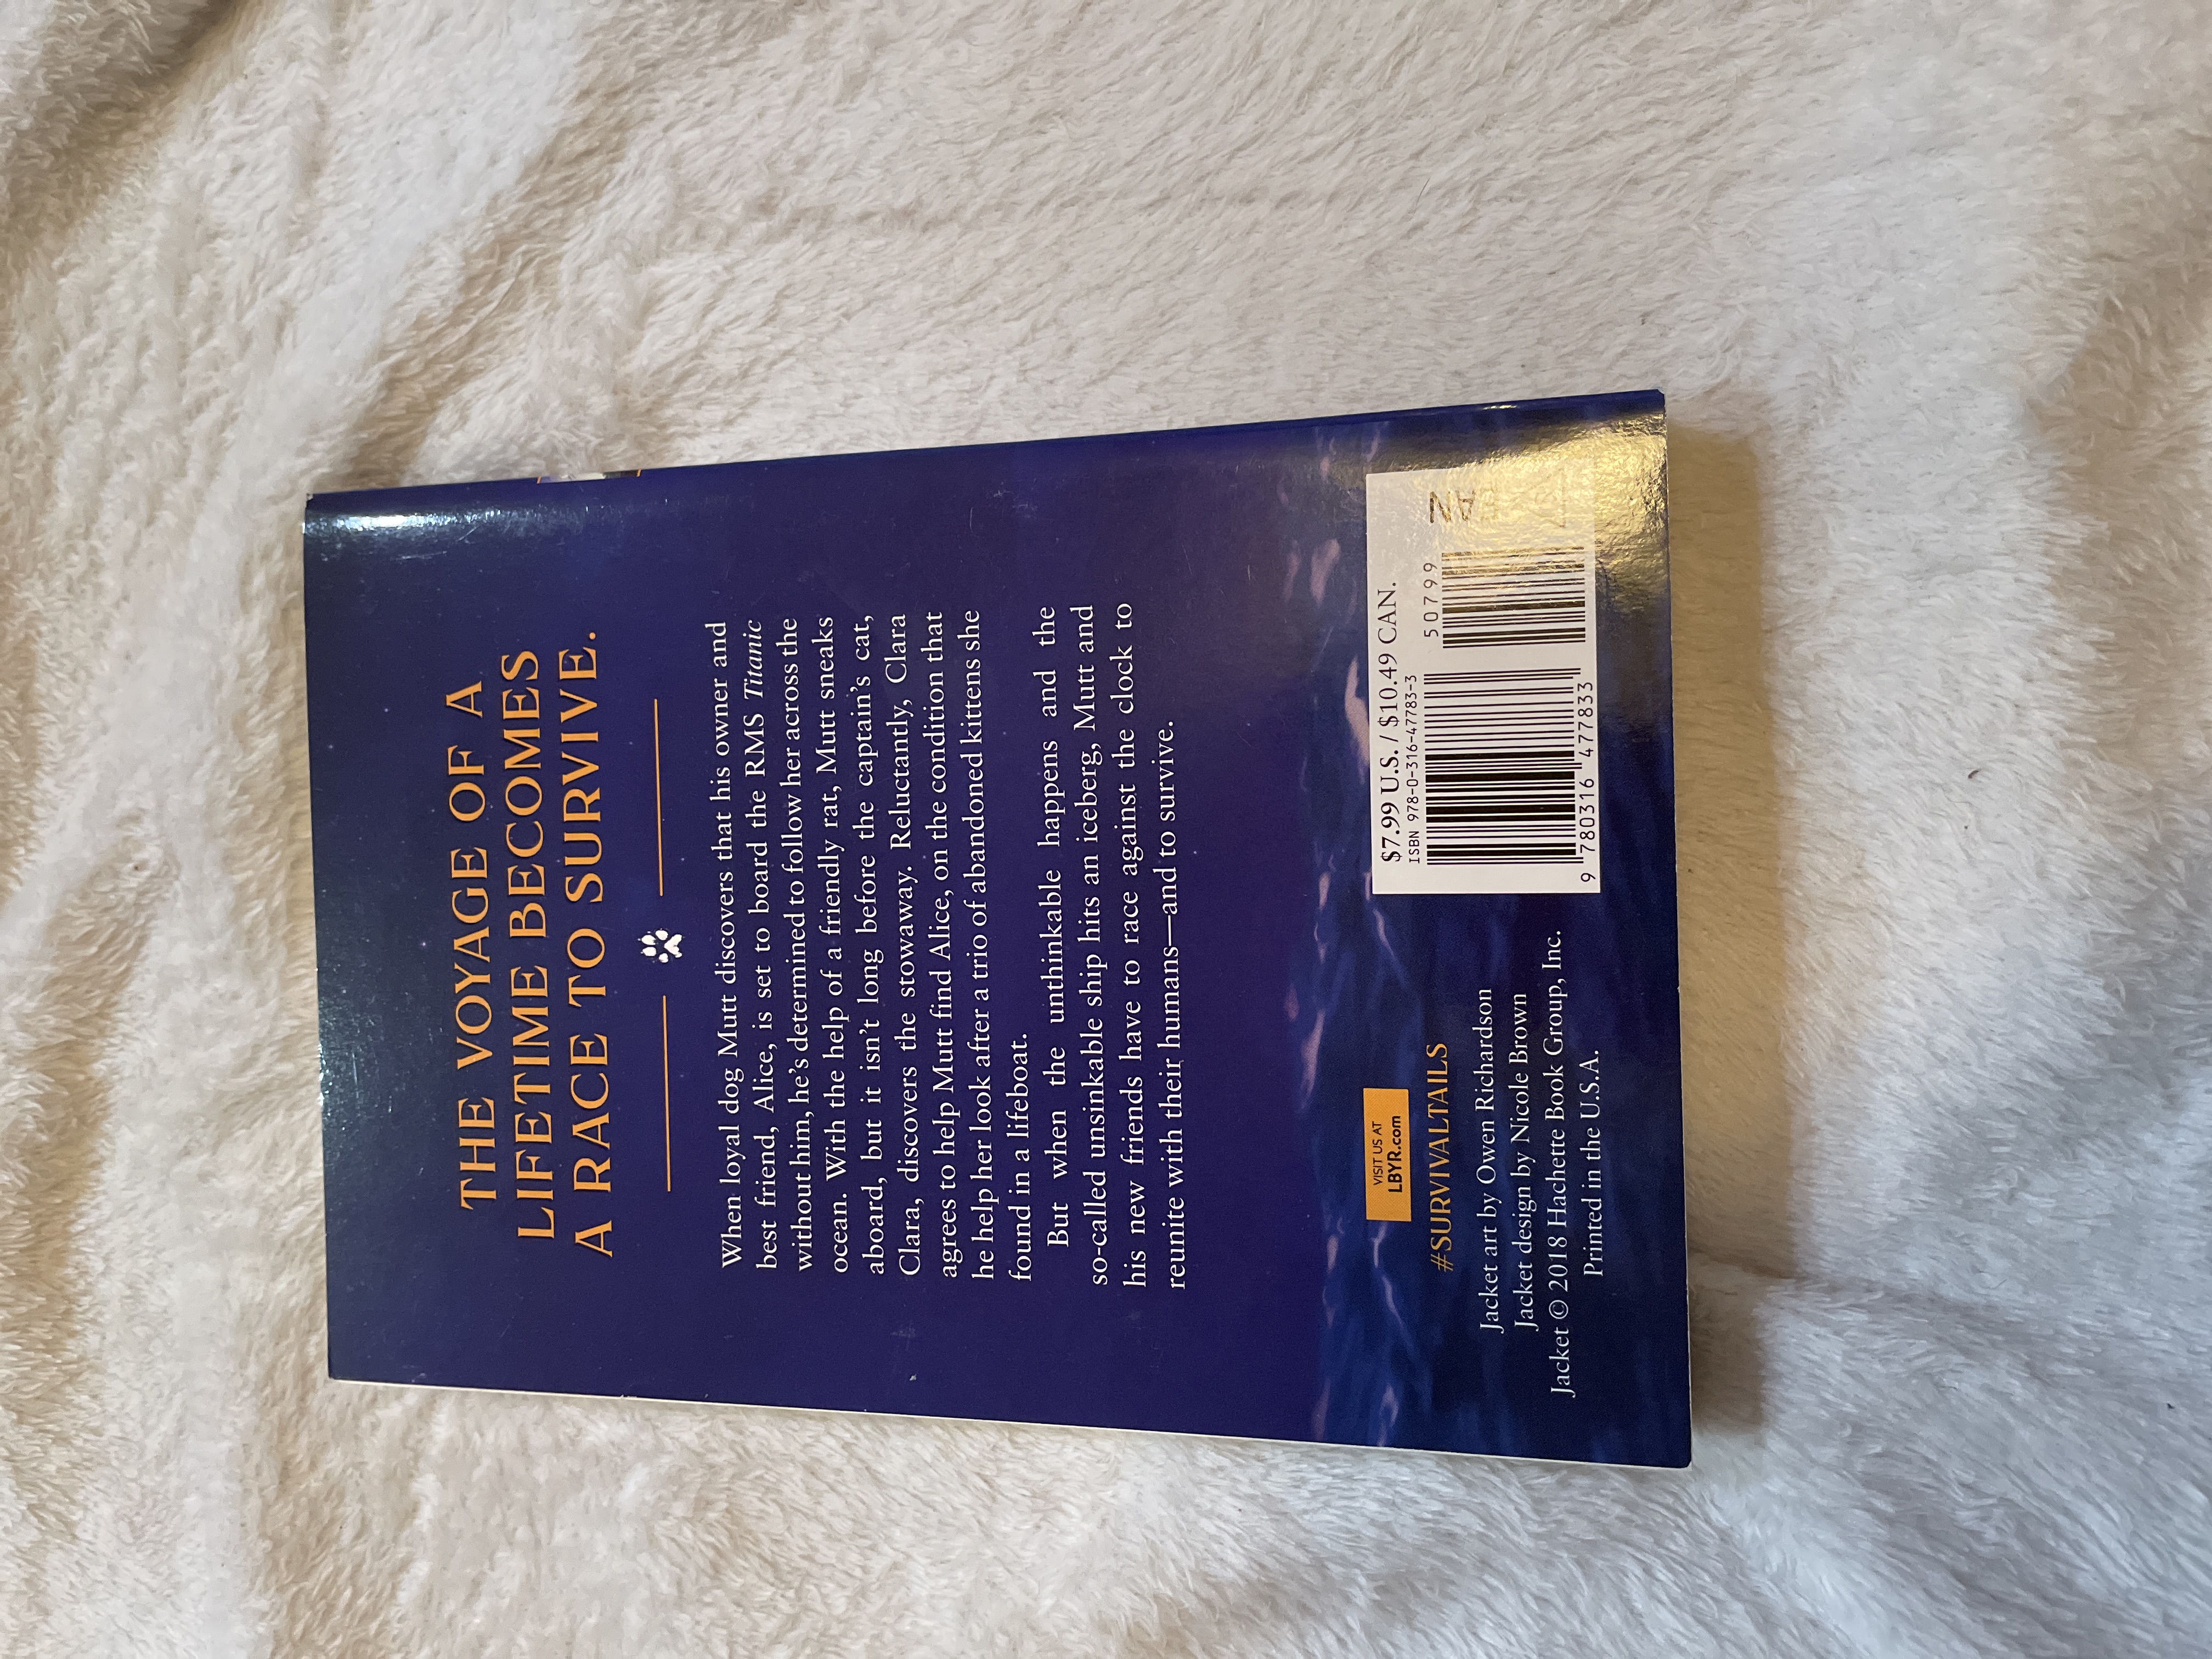 THE VOYAGE OF A
LIFETIME BECOMES
A RACE TO SURVIVE.
When loyal dog Mutt discovers that his owner and
best friend, Alice, is set to board the RMS Titanic
without him, he's determined to follow her across the
ocean. With the help of a friendly rat, Mutt sneaks
aboard, but it isn't long before the captain's cat,
Clara, discovers the stowaway. Reluctantly, Clara
agrees to help Mutt find Alice, on the condition that
he help her look after a trio of abandoned kittens she
found in a lifeboat.
But when the unthinkable happens and the
so-called unsinkable ship hits an iceberg, Mutt and
his new friends have to race against the clock to
reunite with their humans—and to survive.
VISIT US AT
LBYR.com
#SURVIVALTAILS
Jacket art by Owen Richardson
Jacket design by Nicole Brown
Jacket © 2018 Hachette Book Group, Inc.
Printed in the U.S.A.
$7.99 U.S. / $10.49 CAN.
ISBN 978-0-316-47783-3
50799
9 780316 477833
EAN